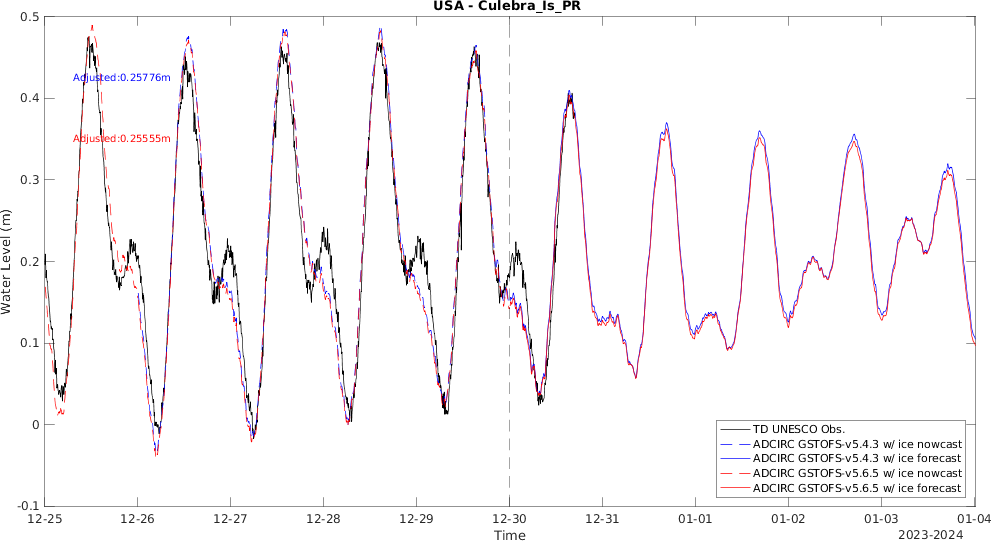 USA - Culebra_Is_PR
0.5
0.4
0.3
0.2
0.1
0
-0.1
Water Level (m)
Adjusted:0.25776m
Adjusted:0.25555m
TD UNESCO Obs.
ADCIRC GSTOFS-v5.4.3 w/ ice nowcast
ADCIRC GSTOFS-v5.4.3 w/ ice forecast
ADCIRC GSTOFS-v5.6.5 w/ ice nowcast
ADCIRC GSTOFS-v5.6.5 w/ ice forecast
12-25 12-26 12-27 12-28 12-29 12-30 12-31 01-01 01-02 01-03 01-04
Time
2023-2024